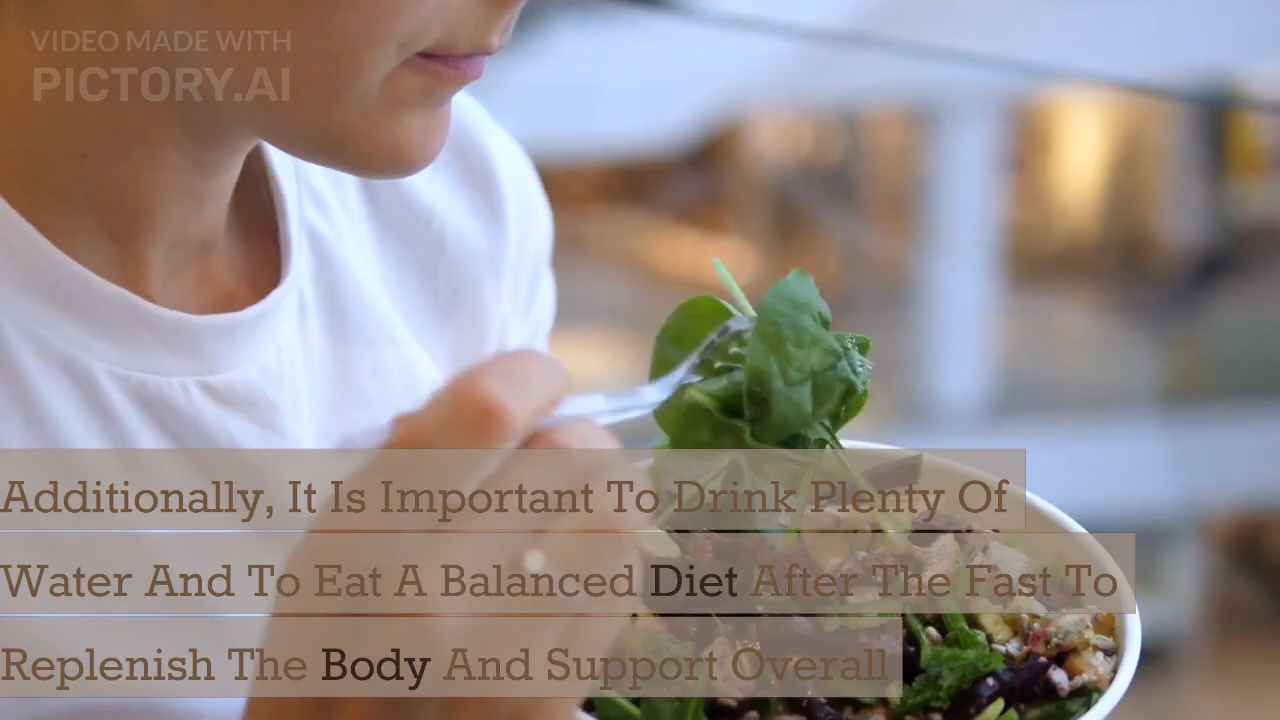 VIDEO MADE WITH
PICTORY.AI
Additionally, It Is Important To Drink Plenty Of
Water And To Eat A Balanced Diet After The Fast To
Replenish The Body And Support Overall